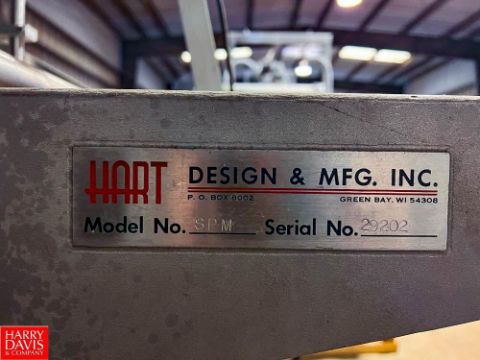 HART DESIGN & MFG. INC.
P. O. BOX 8002 GREEN BAY, WI 54308
Model No. SPM Serial No. 29202
HARRY
DAVIS
& COMPANY